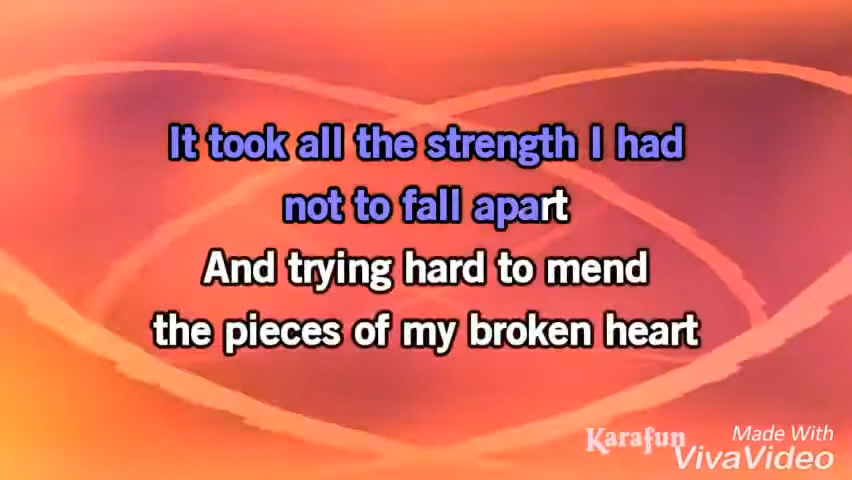 It took all the strength I had
not to fall apart
And trying hard to mend
the pieces of my broken heart
Karafun
Made With
VivaVideo